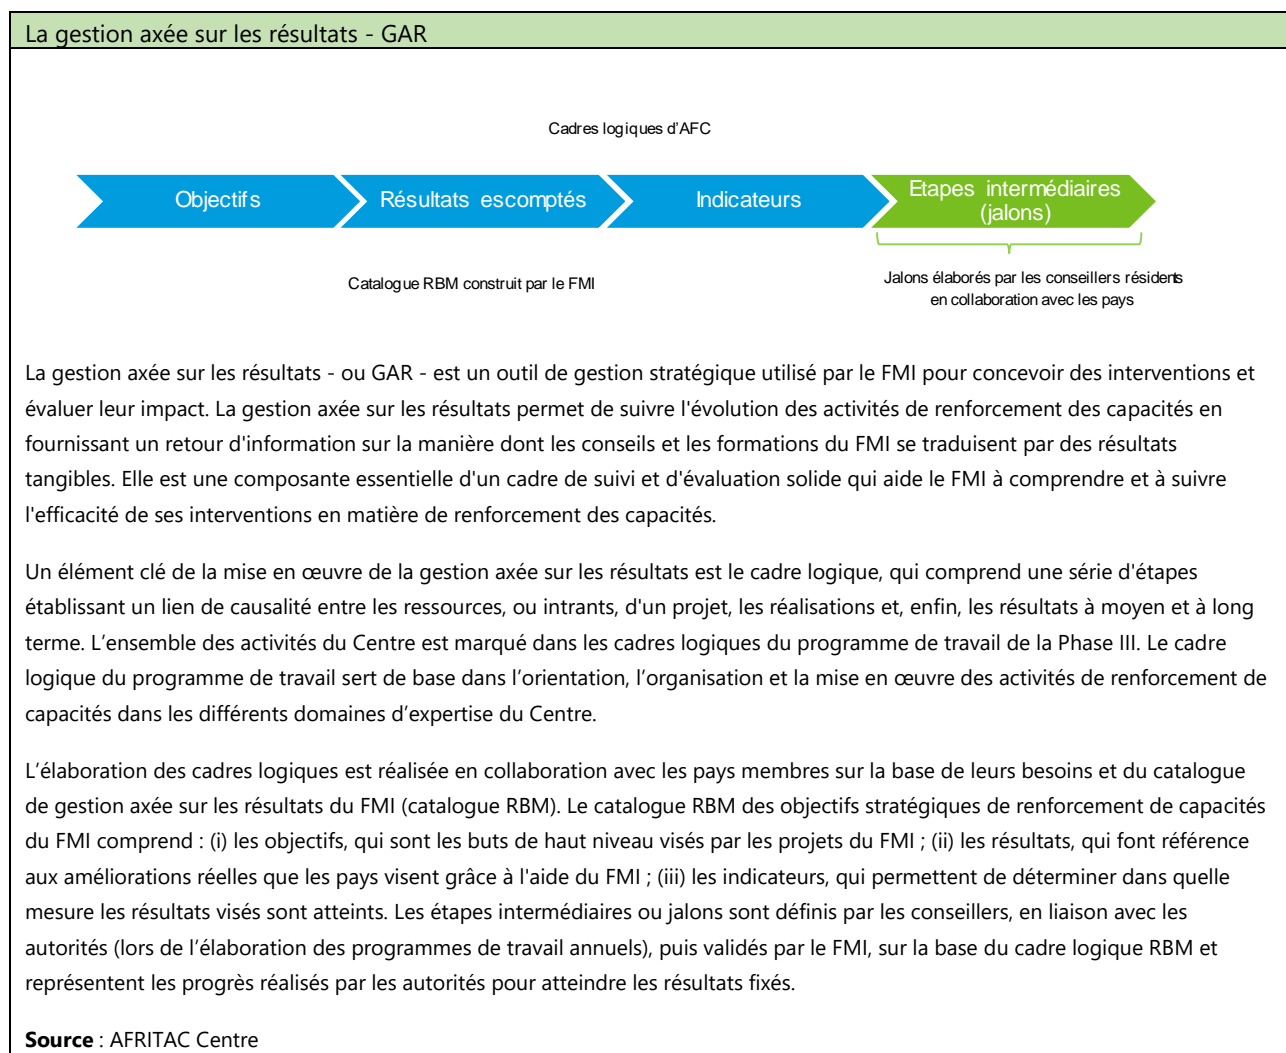 La gestion axée sur les résultats - GAR
Cadres logiques d’AFC
Objectifs
Résultats escomptés
Indicateurs
Etapes intermédiaires
(jalons)
Catalogue RBM construit par le FMI
Jalons élaborés par les conseillers résidents
en collaboration avec les pays
La gestion axée sur les résultats - ou GAR - est un outil de gestion stratégique utilisé par le FMI pour concevoir des interventions et
évaluer leur impact. La gestion axée sur les résultats permet de suivre l'évolution des activités de renforcement des capacités en
fournissant un retour d'information sur la manière dont les conseils et les formations du FMI se traduisent par des résultats
tangibles. Elle est une composante essentielle d'un cadre de suivi et d'évaluation solide qui aide le FMI à comprendre et à suivre
l'efficacité de ses interventions en matière de renforcement des capacités.
Un élément clé de la mise en œuvre de la gestion axée sur les résultats est le cadre logique, qui comprend une série d'étapes
établissant un lien de causalité entre les ressources, ou intrants, d'un projet, les réalisations et, enfin, les résultats à moyen et à long
terme. L’ensemble des activités du Centre est marqué dans les cadres logiques du programme de travail de la Phase III. Le cadre
logique du programme de travail sert de base dans l’orientation, l’organisation et la mise en œuvre des activités de renforcement de
capacités dans les différents domaines d’expertise du Centre.
L’élaboration des cadres logiques est réalisée en collaboration avec les pays membres sur la base de leurs besoins et du catalogue
de gestion axée sur les résultats du FMI (catalogue RBM). Le catalogue RBM des objectifs stratégiques de renforcement de capacités
du FMI comprend : (i) les objectifs, qui sont les buts de haut niveau visés par les projets du FMI ; (ii) les résultats, qui font référence
aux améliorations réelles que les pays visent grâce à l'aide du FMI ; (iii) les indicateurs, qui permettent de déterminer dans quelle
mesure les résultats visés sont atteints. Les étapes intermédiaires ou jalons sont définis par les conseillers, en liaison avec les
autorités (lors de l’élaboration des programmes de travail annuels), puis validés par le FMI, sur la base du cadre logique RBM et
représentent les progrès réalisés par les autorités pour atteindre les résultats fixés.
Source : AFRITAC Centre